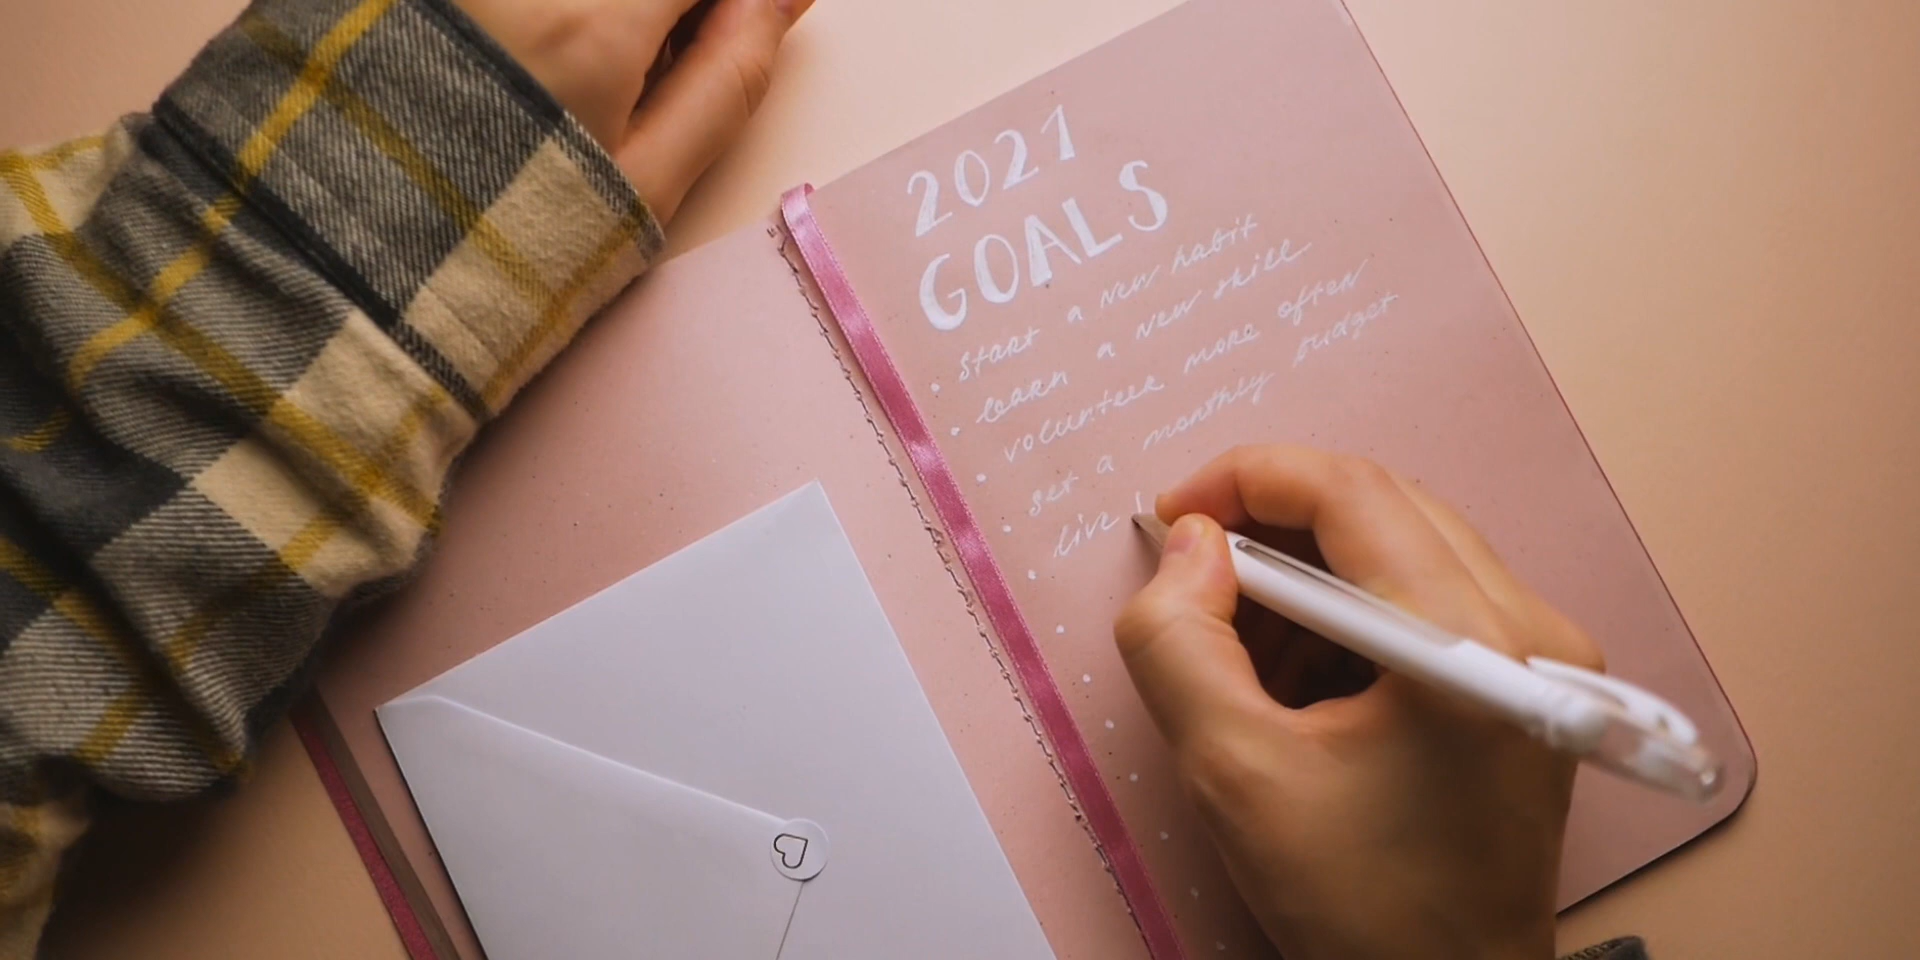 2021
GOALS
• start a new habit
• learn a new skill
• volunteer more often
• set a monthly budget
• live